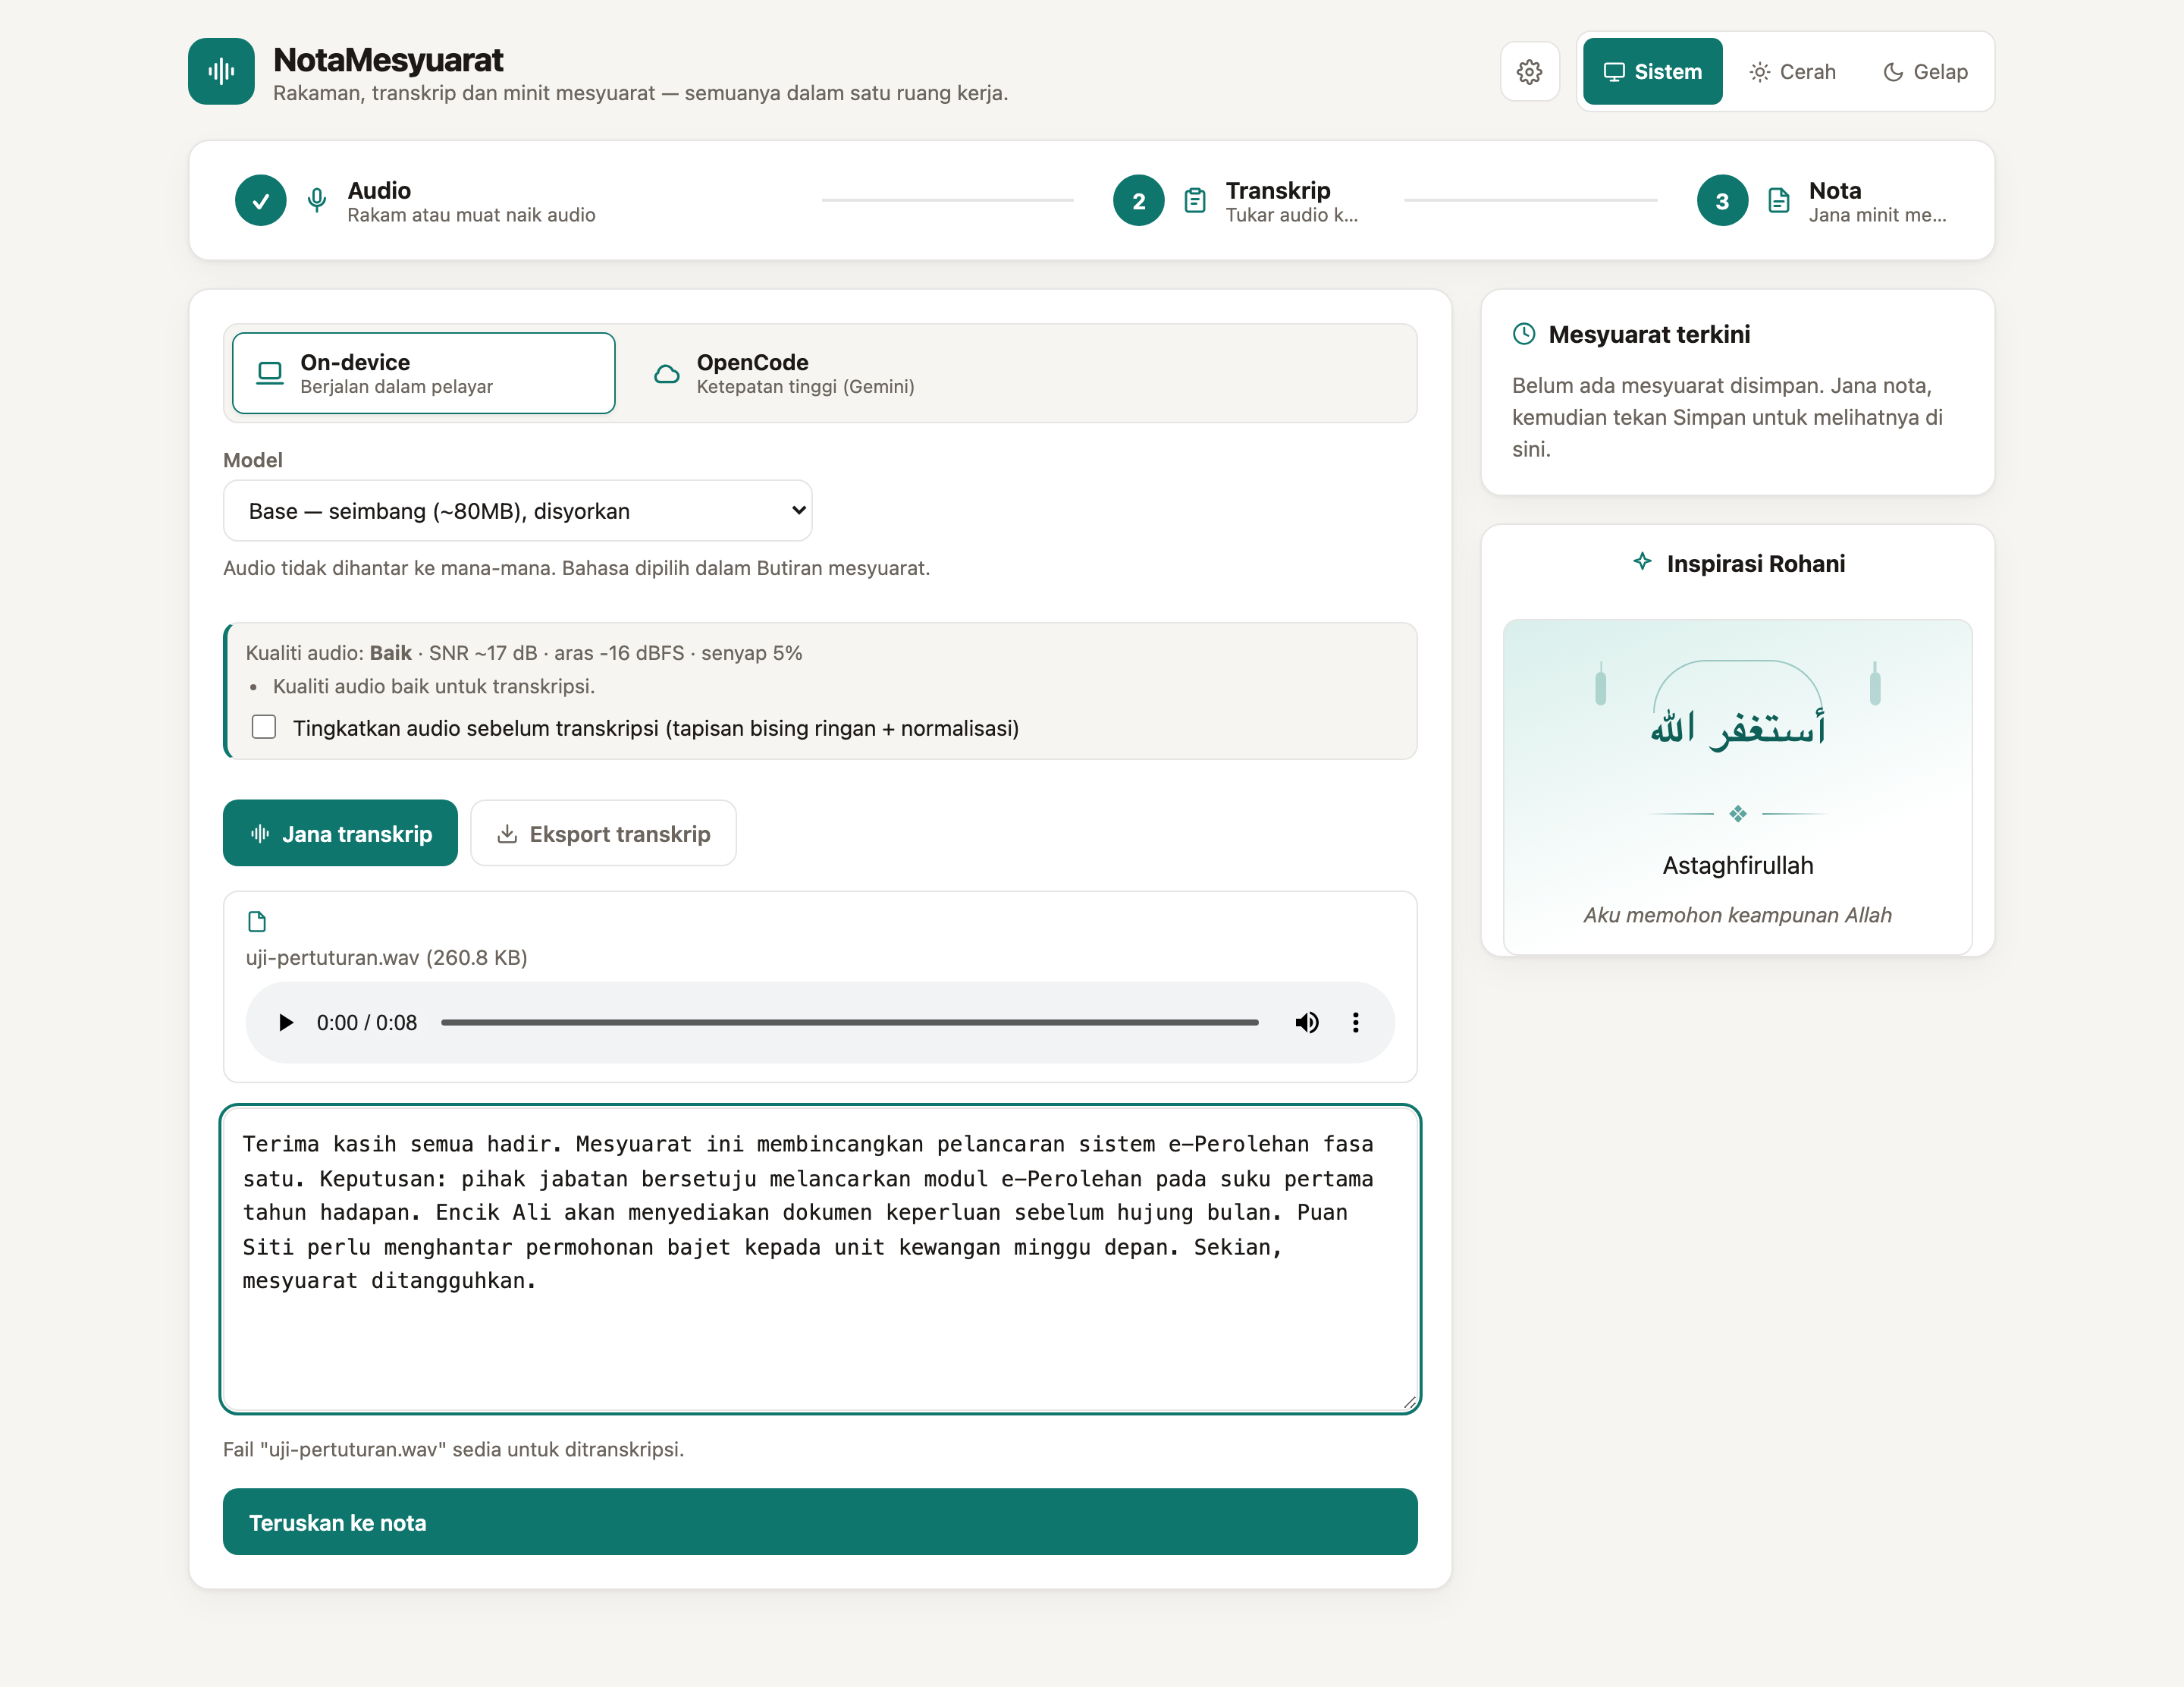 NotaMesyuarat
Rakaman, transkrip dan minit mesyuarat — semuanya dalam satu ruang kerja.
Sistem
Cerah
Gelap
Audio
Rakam atau muat naik audio
2
Transkrip
Tukar audio k...
3
Nota
Jana minit me...
On-device
Berjalan dalam pelayar
OpenCode
Ketepatan tinggi (Gemini)
Model
Base — seimbang (~80MB), disyorkan
Audio tidak dihantar ke mana-mana. Bahasa dipilih dalam Butiran mesyuarat.
Kualiti audio: Baik · SNR ~17 dB · aras -16 dBFS · senyap 5%
• Kualiti audio baik untuk transkripsi.
Tingkatkan audio sebelum transkripsi (tapisan bising ringan + normalisasi)
Jana transkrip
Eksport transkrip
uji-pertuturan.wav (260.8 KB)
0:00 / 0:08
Terima kasih semua hadir. Mesyuarat ini membincangkan pelancaran sistem e-Perolehan fasa
satu. Keputusan: pihak jabatan bersetuju melancarkan modul e-Perolehan pada suku pertama
tahun hadapan. Encik Ali akan menyediakan dokumen keperluan sebelum hujung bulan. Puan
Siti perlu menghantar permohonan bajet kepada unit kewangan minggu depan. Sekian,
mesyuarat ditangguhkan.
Fail "uji-pertuturan.wav" sedia untuk ditranskripsi.
Teruskan ke nota
Mesyuarat terkini
Belum ada mesyuarat disimpan. Jana nota,
kemudian tekan Simpan untuk melihatnya di
sini.
Inspirasi Rohani
أستغفر الله
Astaghfirullah
Aku memohon keampunan Allah